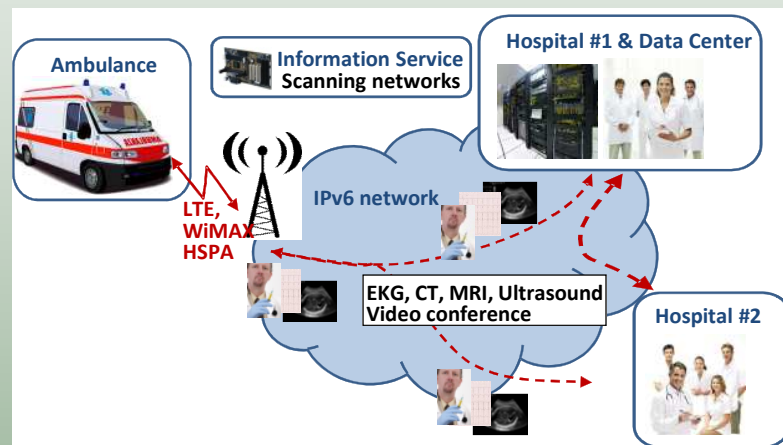 Ambulance
Information Service
Scanning networks
Hospital #1 & Data Center
LTE,
WiMAX
HSPA
IPv6 network
EKG, CT, MRI, Ultrasound
Video conference
Hospital #2